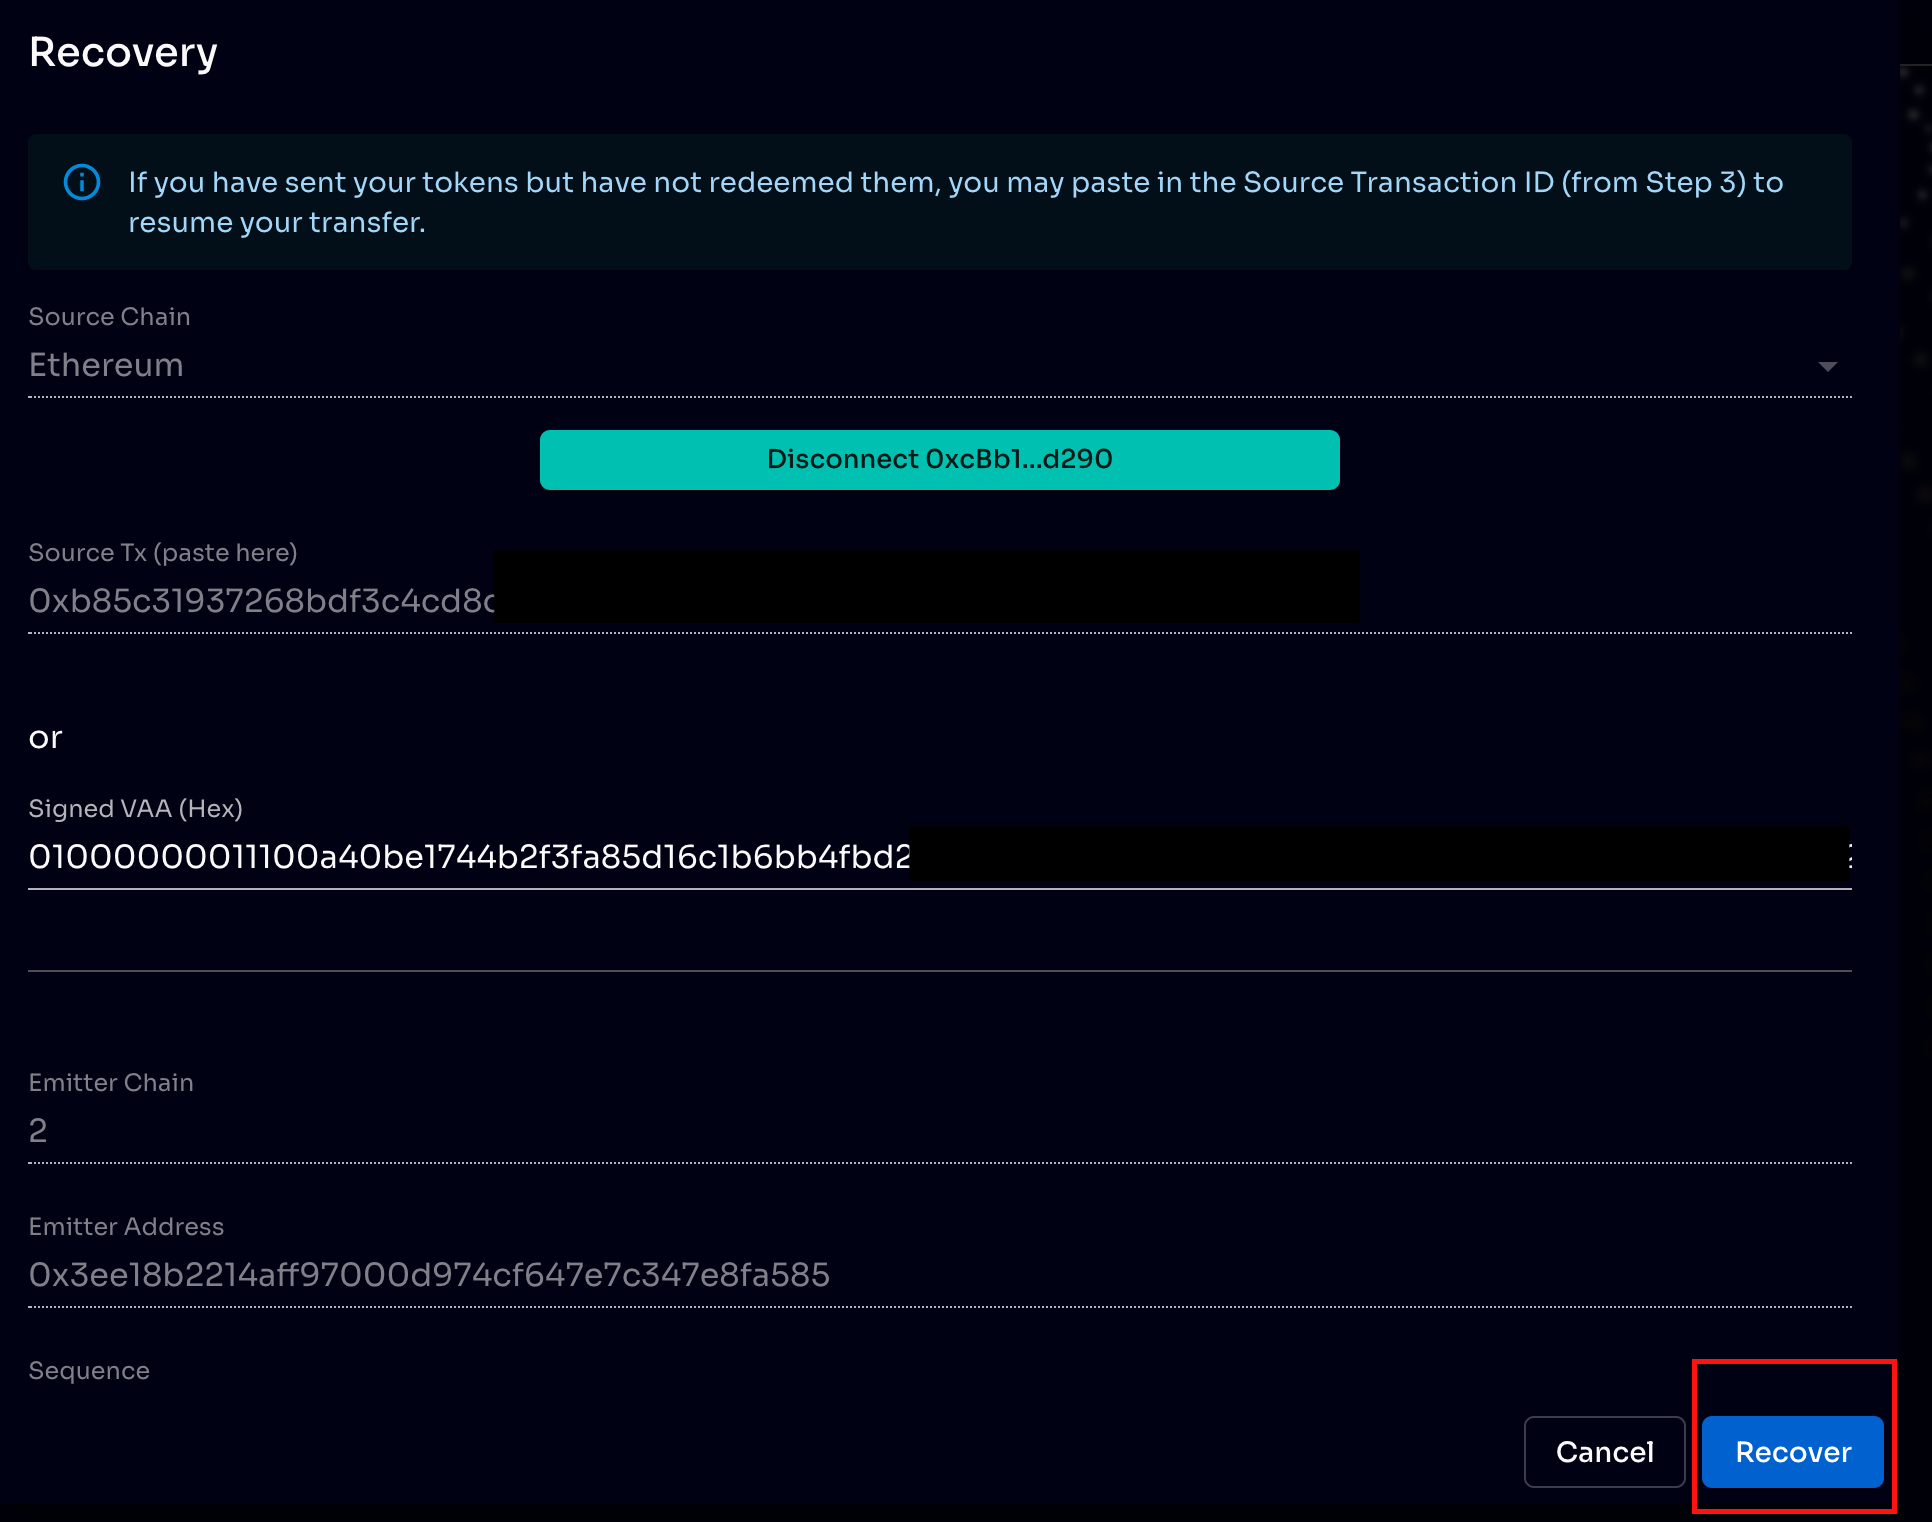 Recovery
If you have sent your tokens but have not redeemed them, you may paste in the Source Transaction ID (from Step 3) to
resume your transfer.
Source Chain
Ethereum
Disconnect 0xcBb1...d290
Source Tx (paste here)
0xb85c31937268bdf3c4cd8c
or
Signed VAA (Hex)
01000000011100a40be1744b2f3fa85d16c1b6bb4fbd2
Emitter Chain
2
Emitter Address
0x3ee18b2214aff97000d974cf647e7c347e8fa585
Sequence
Cancel
Recover